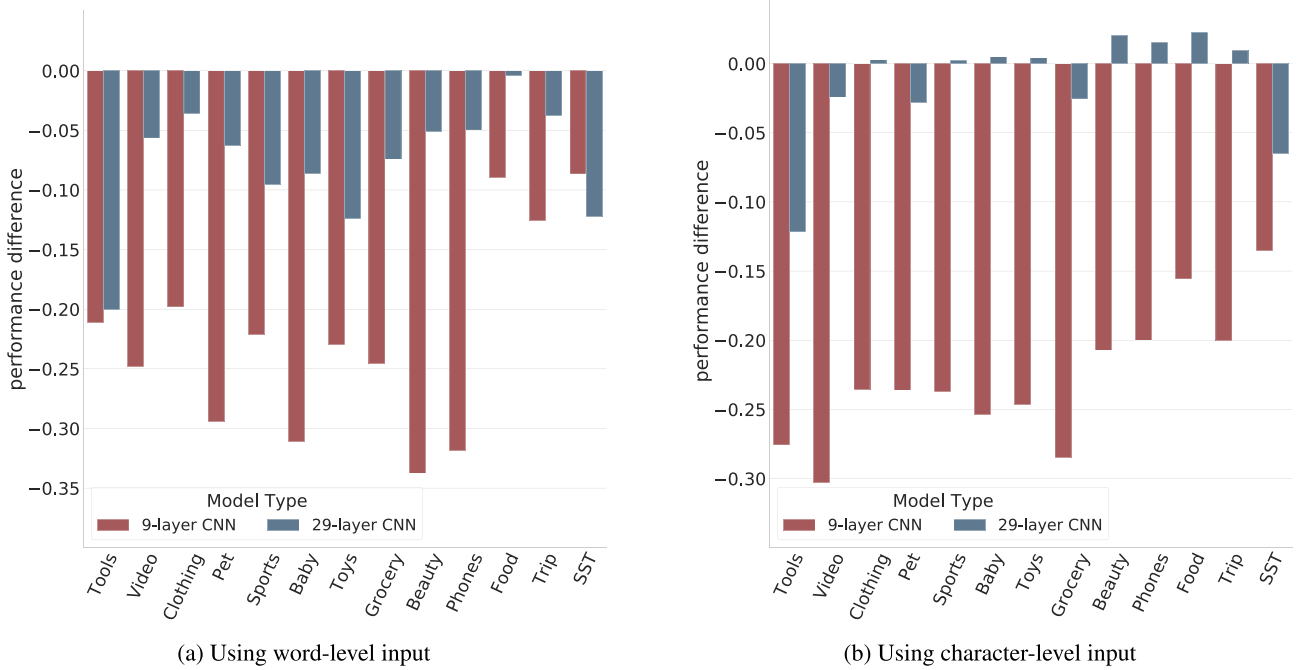 0.00
−0.05
−0.10
−0.15
−0.20
−0.25
−0.30
−0.35
performance difference
Model Type
9-layer CNN 29-layer CNN
Tools Video Clothing Pet Sports Baby Toys Grocery Beauty Phones Food Trip SST
(a) Using word-level input
0.00
−0.05
−0.10
−0.15
−0.20
−0.25
−0.30
performance difference
Model Type
9-layer CNN 29-layer CNN
Tools Video Clothing Pet Sports Baby Toys Grocery Beauty Phones Food Trip SST
(b) Using character-level input